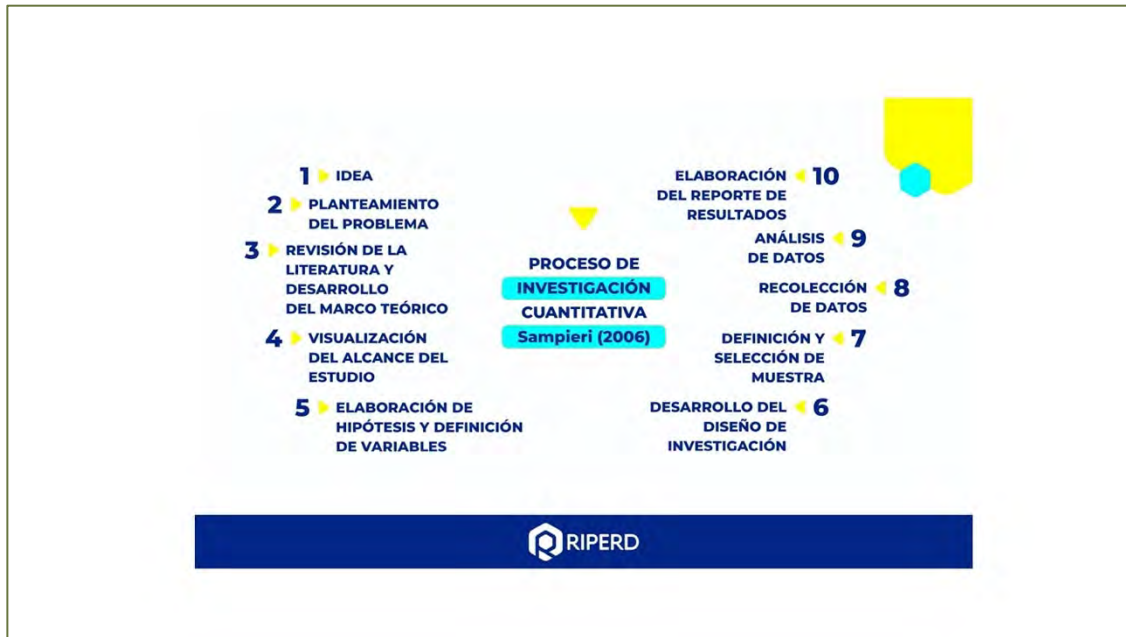 1 IDEA
2 PLANTEAMIENTO
DEL PROBLEMA
3 REVISIÓN DE LA
LITERATURA Y
DESARROLLO
DEL MARCO TEÓRICO
4 VISUALIZACIÓN
DEL ALCANCE DEL
ESTUDIO
5 ELABORACIÓN DE
HIPÓTESIS Y DEFINICIÓN
DE VARIABLES
PROCESO DE
INVESTIGACIÓN
CUANTITATIVA
Sampieri (2006)
ELABORACIÓN 10
DEL REPORTE DE
RESULTADOS
ANÁLISIS 9
DE DATOS
RECOLECCIÓN 8
DE DATOS
DEFINICIÓN Y 7
SELECCIÓN DE
MUESTRA
DESARROLLO DEL 6
DISEÑO DE
INVESTIGACIÓN
RIPERD